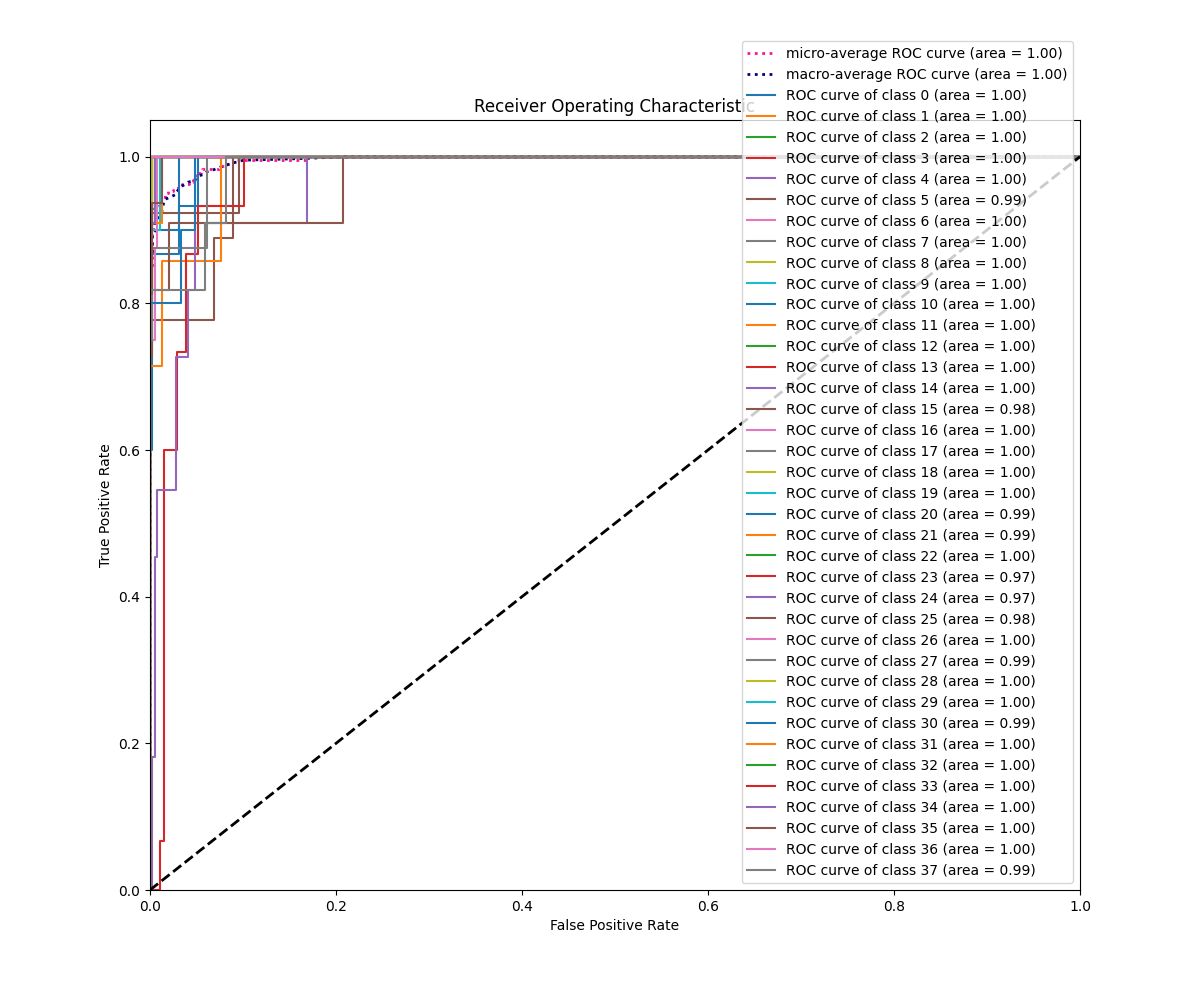 Receiver Operating Characteristic
micro-average ROC curve (area = 1.00)
macro-average ROC curve (area = 1.00)
ROC curve of class 0 (area = 1.00)
ROC curve of class 1 (area = 1.00)
ROC curve of class 2 (area = 1.00)
ROC curve of class 3 (area = 1.00)
ROC curve of class 4 (area = 1.00)
ROC curve of class 5 (area = 0.99)
ROC curve of class 6 (area = 1.00)
ROC curve of class 7 (area = 1.00)
ROC curve of class 8 (area = 1.00)
ROC curve of class 9 (area = 1.00)
ROC curve of class 10 (area = 1.00)
ROC curve of class 11 (area = 1.00)
ROC curve of class 12 (area = 1.00)
ROC curve of class 13 (area = 1.00)
ROC curve of class 14 (area = 1.00)
ROC curve of class 15 (area = 0.98)
ROC curve of class 16 (area = 1.00)
ROC curve of class 17 (area = 1.00)
ROC curve of class 18 (area = 1.00)
ROC curve of class 19 (area = 1.00)
ROC curve of class 20 (area = 0.99)
ROC curve of class 21 (area = 0.99)
ROC curve of class 22 (area = 1.00)
ROC curve of class 23 (area = 0.97)
ROC curve of class 24 (area = 0.97)
ROC curve of class 25 (area = 0.98)
ROC curve of class 26 (area = 1.00)
ROC curve of class 27 (area = 0.99)
ROC curve of class 28 (area = 1.00)
ROC curve of class 29 (area = 1.00)
ROC curve of class 30 (area = 0.99)
ROC curve of class 31 (area = 1.00)
ROC curve of class 32 (area = 1.00)
ROC curve of class 33 (area = 1.00)
ROC curve of class 34 (area = 1.00)
ROC curve of class 35 (area = 1.00)
ROC curve of class 36 (area = 1.00)
ROC curve of class 37 (area = 0.99)
True Positive Rate
1.0
0.8
0.6
0.4
0.2
0.0
0.0 0.2 0.4 0.6 0.8 1.0
False Positive Rate